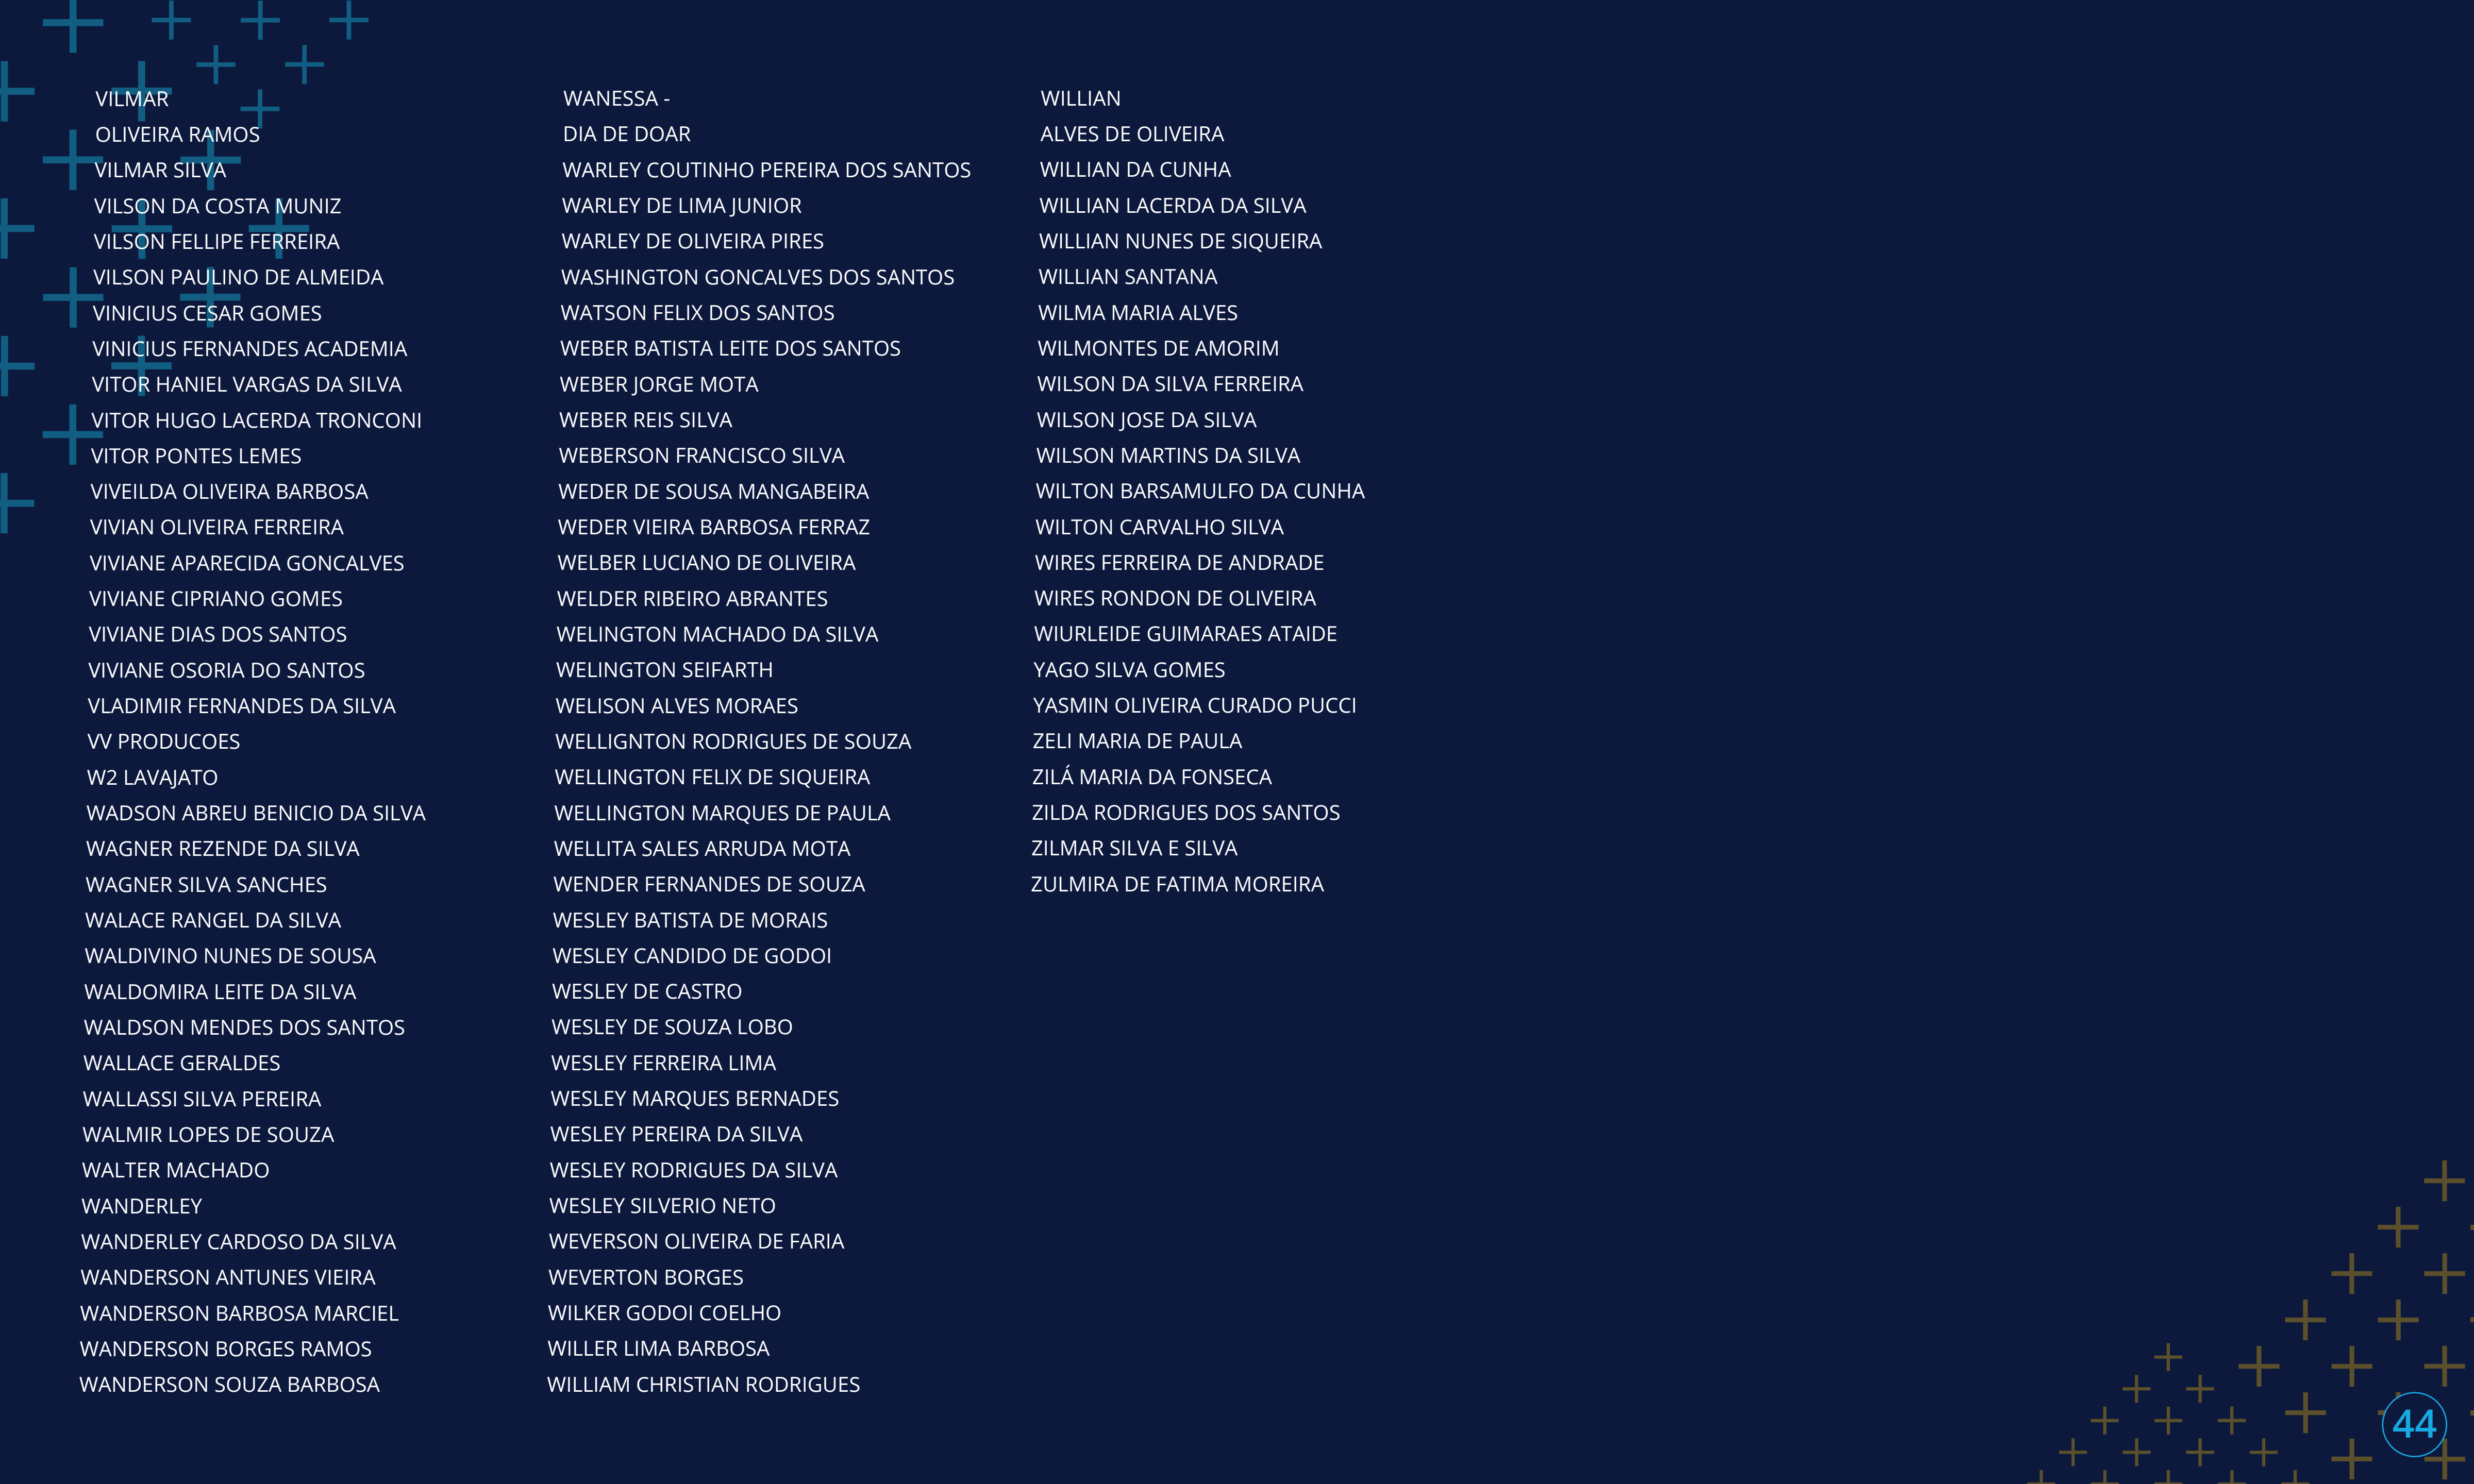 VILMAR
OLIVEIRA RAMOS
VILMAR SILVA
VILSON DA COSTA MUNIZ
VILSON FELLIPE FERREIRA
VILSON PAULINO DE ALMEIDA
VINICIUS CESAR GOMES
VINICIUS FERNANDES ACADEMIA
VITOR HANIEL VARGAS DA SILVA
VITOR HUGO LACERDA TRONCONI
VITOR PONTES LEMES
VIVEILDA OLIVEIRA BARBOSA
VIVIAN OLIVEIRA FERREIRA
VIVIANE APARECIDA GONCALVES
VIVIANE CIPRIANO GOMES
VIVIANE DIAS DOS SANTOS
VIVIANE OSORIA DO SANTOS
VLADIMIR FERNANDES DA SILVA
VV PRODUCOES
W2 LAVAJATO
WADSON ABREU BENICIO DA SILVA
WAGNER REZENDE DA SILVA
WAGNER SILVA SANCHES
WALACE RANGEL DA SILVA
WALDIVINO NUNES DE SOUSA
WALDOMIRA LEITE DA SILVA
WALDSON MENDES DOS SANTOS
WALLACE GERALDES
WALLASSI SILVA PEREIRA
WALMIR LOPES DE SOUZA
WALTER MACHADO
WANDERLEY
WANDERLEY CARDOSO DA SILVA
WANDERSON ANTUNES VIEIRA
WANDERSON BARBOSA MARCIEL
WANDERSON BORGES RAMOS
WANDERSON SOUZA BARBOSA
WANESSA -
DIA DE DOAR
WARLEY COUTINHO PEREIRA DOS SANTOS
WARLEY DE LIMA JUNIOR
WARLEY DE OLIVEIRA PIRES
WASHINGTON GONCALVES DOS SANTOS
WATSON FELIX DOS SANTOS
WEBER BATISTA LEITE DOS SANTOS
WEBER JORGE MOTA
WEBER REIS SILVA
WEBERSON FRANCISCO SILVA
WEDER DE SOUSA MANGABEIRA
WEDER VIEIRA BARBOSA FERRAZ
WELBER LUCIANO DE OLIVEIRA
WELDER RIBEIRO ABRANTES
WELINGTON MACHADO DA SILVA
WELINGTON SEIFARTH
WELISON ALVES MORAES
WELLIGNTON RODRIGUES DE SOUZA
WELLINGTON FELIX DE SIQUEIRA
WELLINGTON MARQUES DE PAULA
WELLITA SALES ARRUDA MOTA
WENDER FERNANDES DE SOUZA
WESLEY BATISTA DE MORAIS
WESLEY CANDIDO DE GODOI
WESLEY DE CASTRO
WESLEY DE SOUZA LOBO
WESLEY FERREIRA LIMA
WESLEY MARQUES BERNADES
WESLEY PEREIRA DA SILVA
WESLEY RODRIGUES DA SILVA
WESLEY SILVERIO NETO
WEVERSON OLIVEIRA DE FARIA
WEVERTON BORGES
WILKER GODOI COELHO
WILLER LIMA BARBOSA
WILLIAM CHRISTIAN RODRIGUES
WILLIAN
ALVES DE OLIVEIRA
WILLIAN DA CUNHA
WILLIAN LACERDA DA SILVA
WILLIAN NUNES DE SIQUEIRA
WILLIAN SANTANA
WILMA MARIA ALVES
WILMONTES DE AMORIM
WILSON DA SILVA FERREIRA
WILSON JOSE DA SILVA
WILSON MARTINS DA SILVA
WILTON BARSAMULFO DA CUNHA
WILTON CARVALHO SILVA
WIRES FERREIRA DE ANDRADE
WIRES RONDON DE OLIVEIRA
WIURLEIDE GUIMARAES ATAIDE
YAGO SILVA GOMES
YASMIN OLIVEIRA CURADO PUCCI
ZELI MARIA DE PAULA
ZILÁ MARIA DA FONSECA
ZILDA RODRIGUES DOS SANTOS
ZILMAR SILVA E SILVA
ZULMIRA DE FATIMA MOREIRA
44